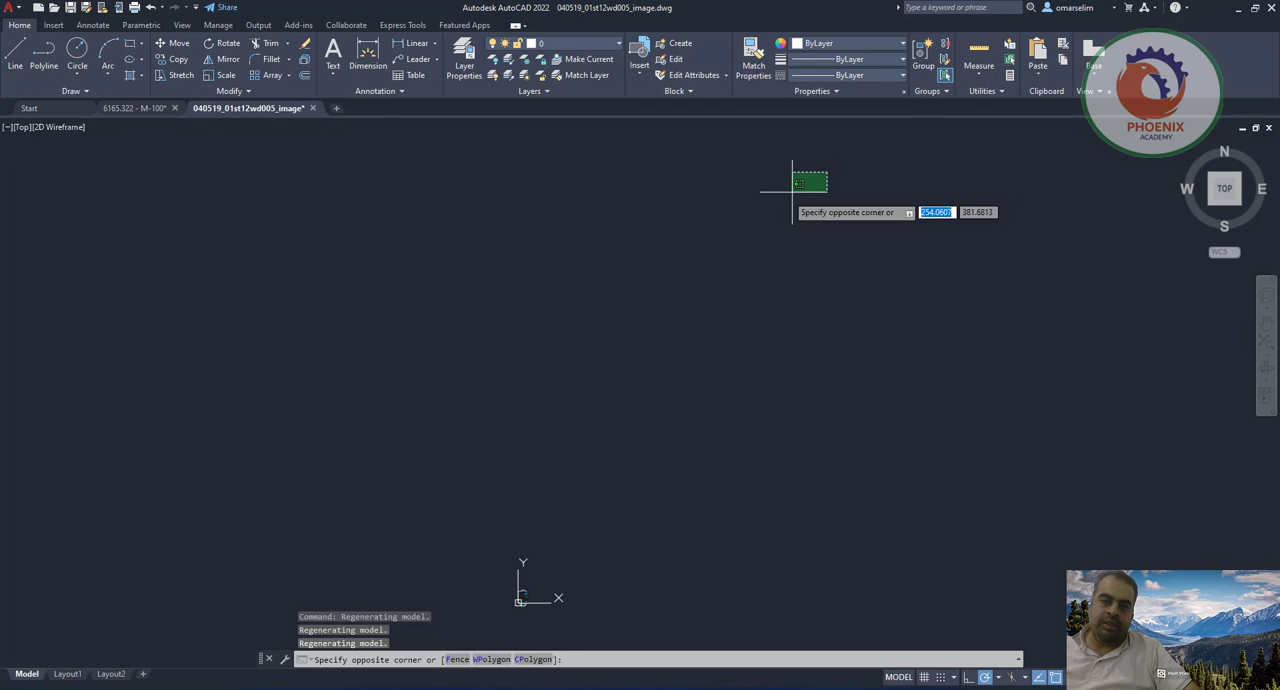 Share
Autodesk AutoCAD 2022 040519_01st12wd005_image.dwg
Type a keyword or phrase
omarselim
Home Insert Annotate Parametric View Manage Output Add-ins Collaborate Express Tools Featured Apps
Line Polyline Circle Arc
Move Rotate Trim
Copy Mirror Fillet
Stretch Scale Array
Text Dimension
Linear
Leader
Table
Layer Properties
0
Make Current
Match Layer
Insert
Create
Edit
Edit Attributes
Match Properties
ByLayer
ByLayer
ByLayer
Group
Measure
Paste
Base
Draw Modify Annotation Layers Block Properties Groups Utilities Clipboard View
PHOENIX
ACADEMY
Start 6165.322 - M-100* 040519_01st12wd005_image*
[−][Top][2D Wireframe]
N
W TOP E
S
WCS
Specify opposite corner or 254.0607 381.6813
Y
X
Command: Regenerating model.
Regenerating model.
Regenerating model.
Specify opposite corner or [Fence WPolygon CPolygon]:
Model Layout1 Layout2
MODEL